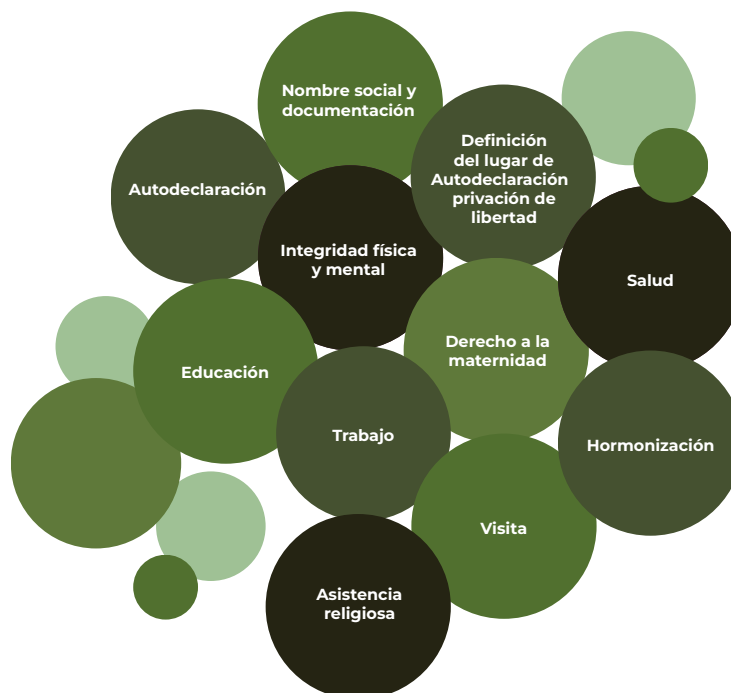 Nombre social y
documentación
Definición
del lugar de
Autodeclaración
privación de
libertad
Autodeclaración
Integridad física
y mental
Salud
Derecho a la
maternidad
Educación
Trabajo
Hormonización
Visita
Asistencia
religiosa